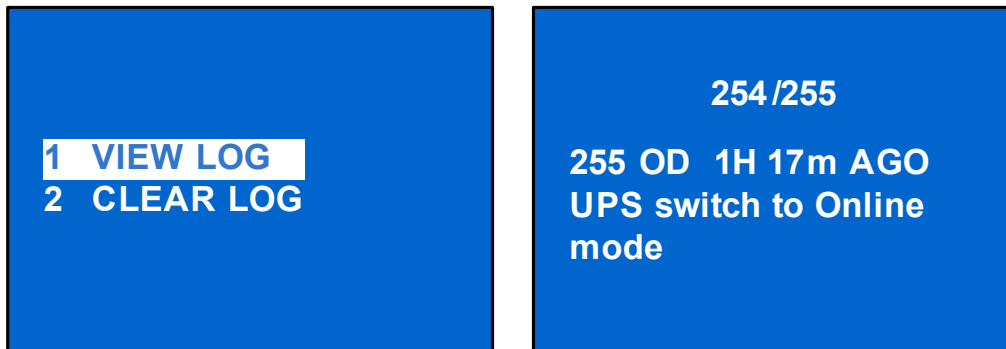 1 VIEW LOG
2 CLEAR LOG
254/255
255 OD 1H 17m AGO
UPS switch to Online
mode